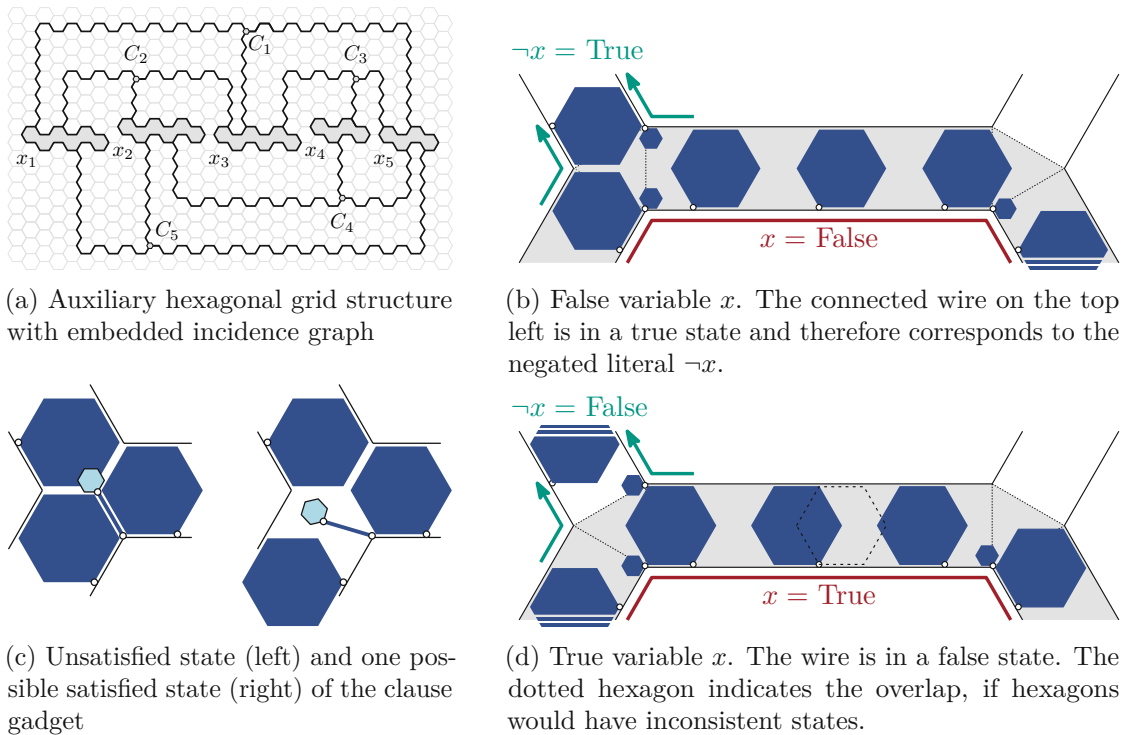 C₁
C₂
C₃
x₁
x₂
x₃
x₄
x₅
C₄
C₅
(a) Auxiliary hexagonal grid structure
with embedded incidence graph
¬x = True
x = False
(b) False variable x. The connected wire on the top
left is in a true state and therefore corresponds to the
negated literal ¬x.
(c) Unsatisfied state (left) and one pos-
sible satisfied state (right) of the clause
gadget
¬x = False
x = True
(d) True variable x. The wire is in a false state. The
dotted hexagon indicates the overlap, if hexagons
would have inconsistent states.